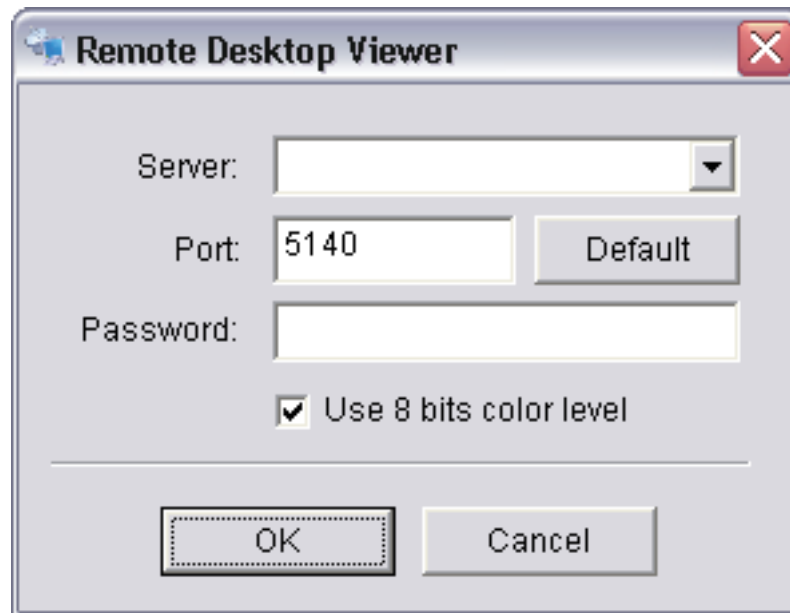 Remote Desktop Viewer
Server:
Port: 5140 Default
Password:
Use 8 bits color level
OK Cancel